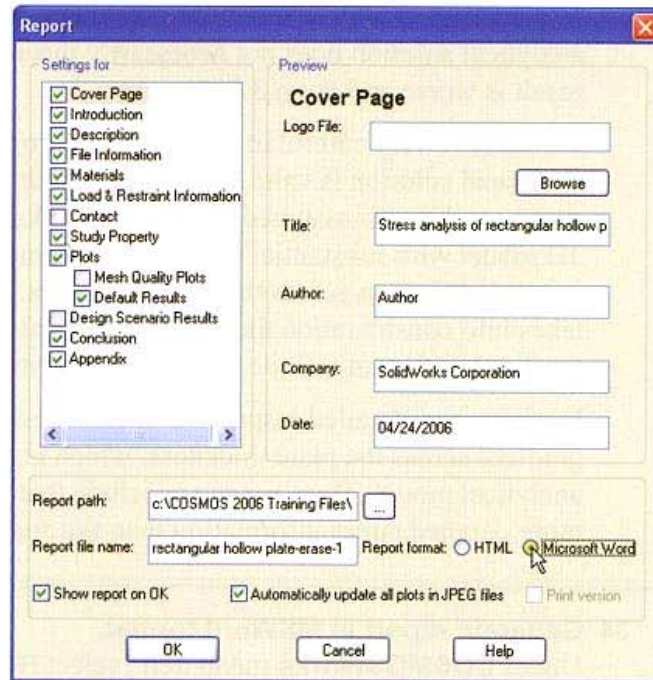 Report
Settings for
Cover Page
Introduction
Description
File Information
Materials
Load & Restraint Information
Contact
Study Property
Plots
Mesh Quality Plots
Default Results
Design Scenario Results
Conclusion
Appendix
Preview
Cover Page
Logo File:
Browse
Title: Stress analysis of rectangular hollow p
Author: Author
Company: SolidWorks Corporation
Date: 04/24/2006
Report path: c:\COSMOS 2006 Training Files\ ...
Report file name: rectangular hollow plate-erase-1 Report format: HTML Microsoft Word
Show report on OK Automatically update all plots in JPEG files Print version
OK Cancel Help